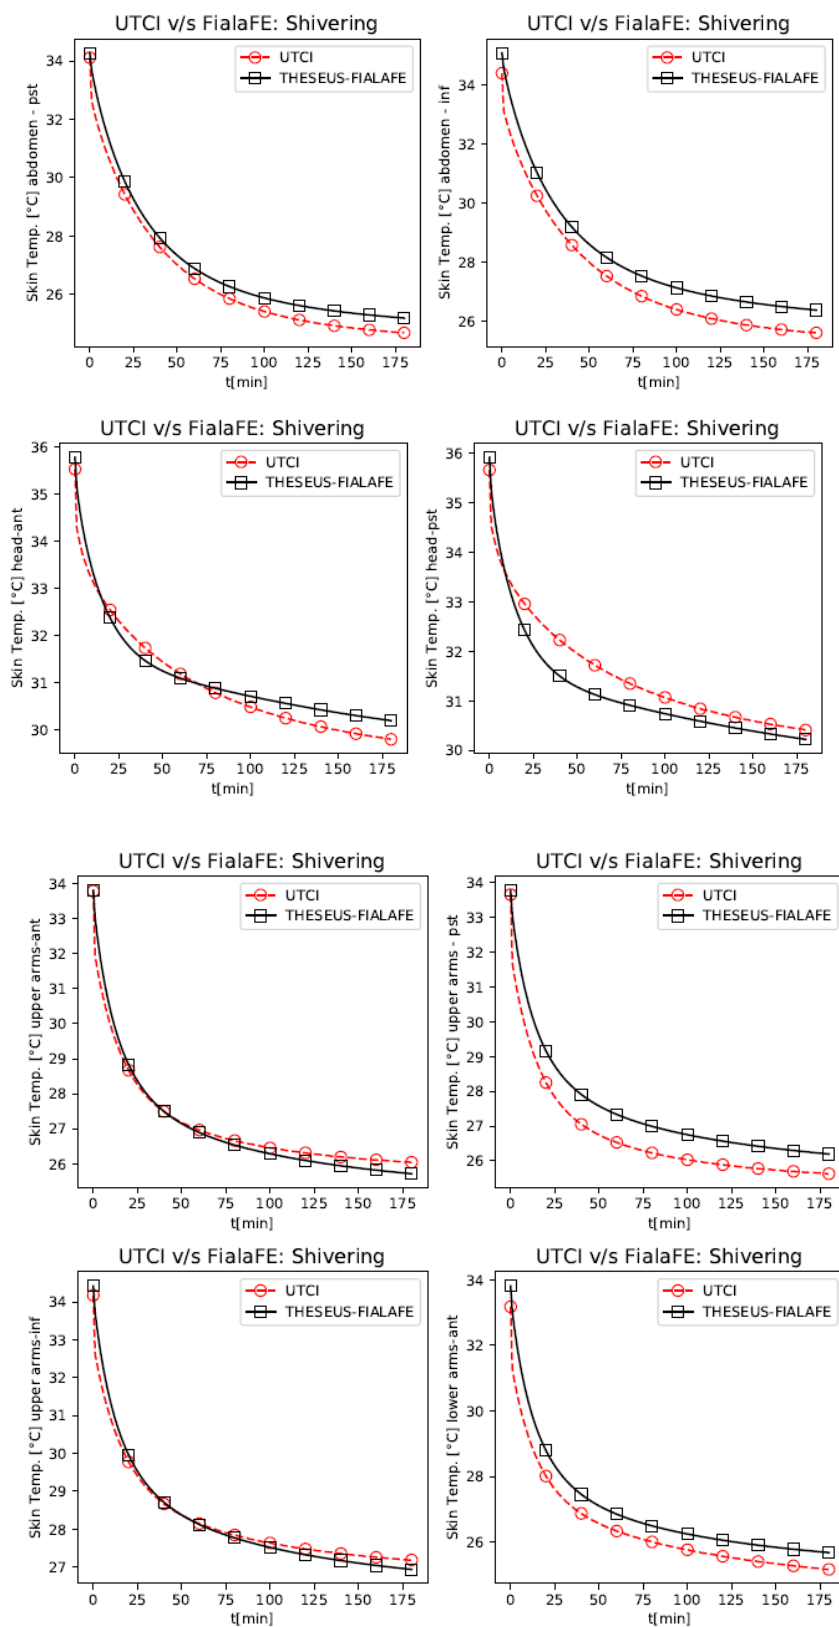 UTCI v/s FialaFE: Shivering
UTCI
THESEUS-FIALAFE
Skin Temp. [°C] abdomen - pst
34
32
30
28
26
0 25 50 75 100 125 150 175
t[min]
UTCI v/s FialaFE: Shivering
UTCI
THESEUS-FIALAFE
Skin Temp. [°C] abdomen - inf
34
32
30
28
26
0 25 50 75 100 125 150 175
t[min]
UTCI v/s FialaFE: Shivering
UTCI
THESEUS-FIALAFE
Skin Temp. [°C] head-ant
36
35
34
33
32
31
30
0 25 50 75 100 125 150 175
t[min]
UTCI v/s FialaFE: Shivering
UTCI
THESEUS-FIALAFE
Skin Temp. [°C] head-pst
36
35
34
33
32
31
30
0 25 50 75 100 125 150 175
t[min]
UTCI v/s FialaFE: Shivering
UTCI
THESEUS-FIALAFE
Skin Temp. [°C] upper arms-ant
34
33
32
31
30
29
28
27
26
0 25 50 75 100 125 150 175
t[min]
UTCI v/s FialaFE: Shivering
UTCI
THESEUS-FIALAFE
Skin Temp. [°C] upper arms - pst
34
33
32
31
30
29
28
27
26
0 25 50 75 100 125 150 175
t[min]
UTCI v/s FialaFE: Shivering
UTCI
THESEUS-FIALAFE
Skin Temp. [°C] upper arms-inf
34
33
32
31
30
29
28
27
0 25 50 75 100 125 150 175
t[min]
UTCI v/s FialaFE: Shivering
UTCI
THESEUS-FIALAFE
Skin Temp. [°C] lower arms-ant
34
32
30
28
26
0 25 50 75 100 125 150 175
t[min]